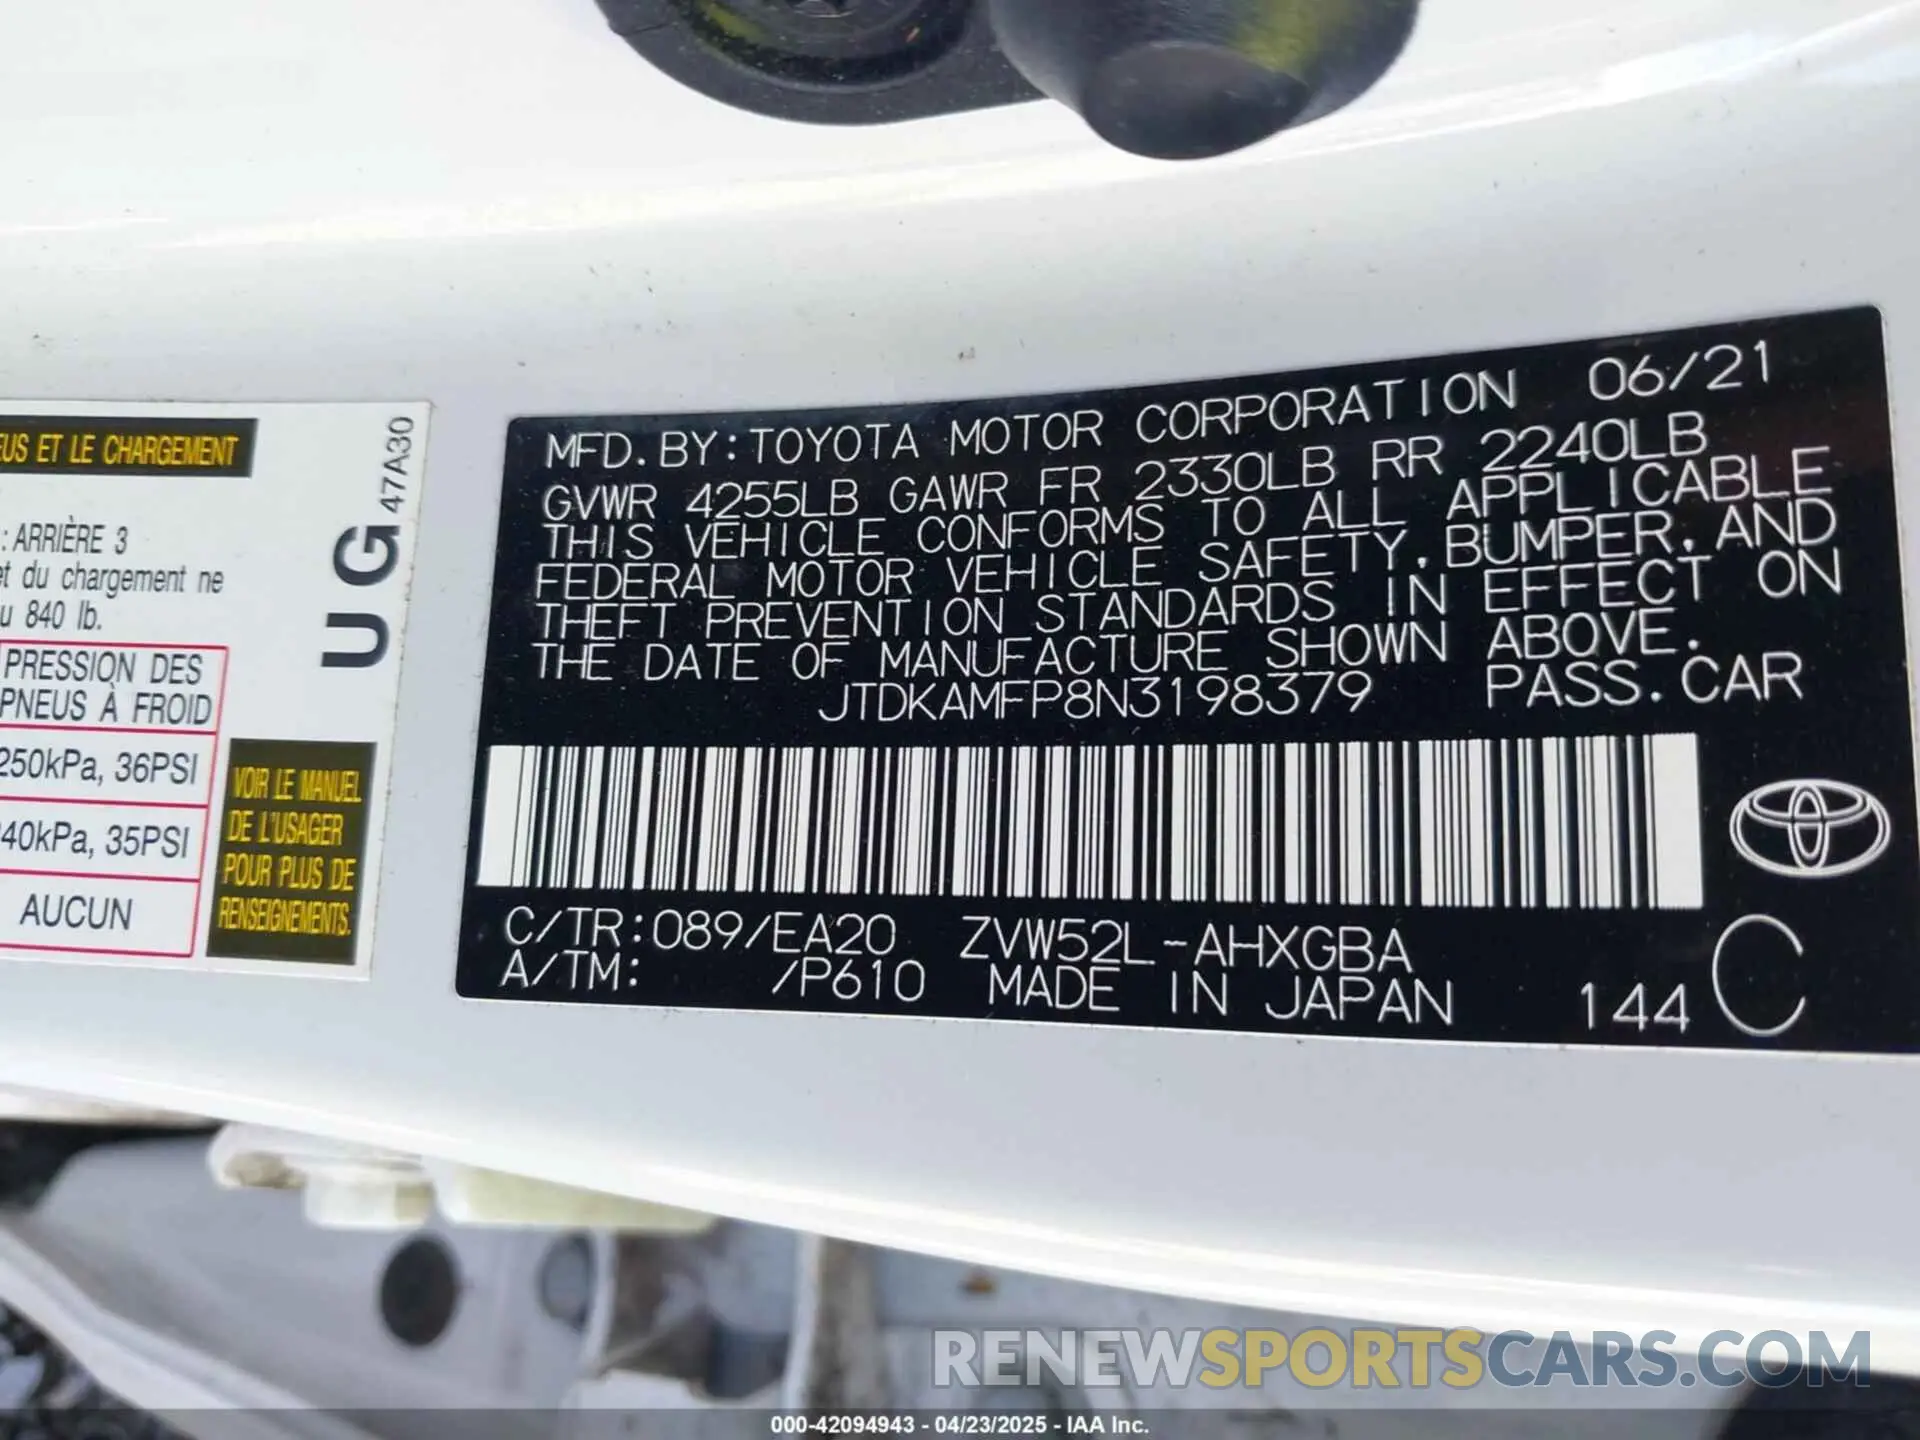 EUS ET LE CHARGEMENT
47A30
U G
: ARRIÈRE 3
et du chargement ne
u 840 lb.
PRESSION DES
PNEUS À FROID
250kPa, 36PSI
40kPa, 35PSI
AUCUN
VOIR LE MANUEL
DE L'USAGER
POUR PLUS DE
RENSEIGNEMENTS.
MFD. BY: TOYOTA MOTOR CORPORATION 06/21
GVWR 4255LB GAWR FR 2330LB RR 2240LB
THIS VEHICLE CONFORMS TO ALL APPLICABLE
FEDERAL MOTOR VEHICLE SAFETY, BUMPER, AND
THEFT PREVENTION STANDARDS IN EFFECT ON
THE DATE OF MANUFACTURE SHOWN ABOVE.
JTDKAMFP8N3198379 PASS. CAR
C/TR: 089/EA20 ZVW52L-AHXGBA
A/TM: /P610 MADE IN JAPAN 144 C
RENEWSPORTSCARS.COM
000-42094943 - 04/23/2025 - IAA Inc.